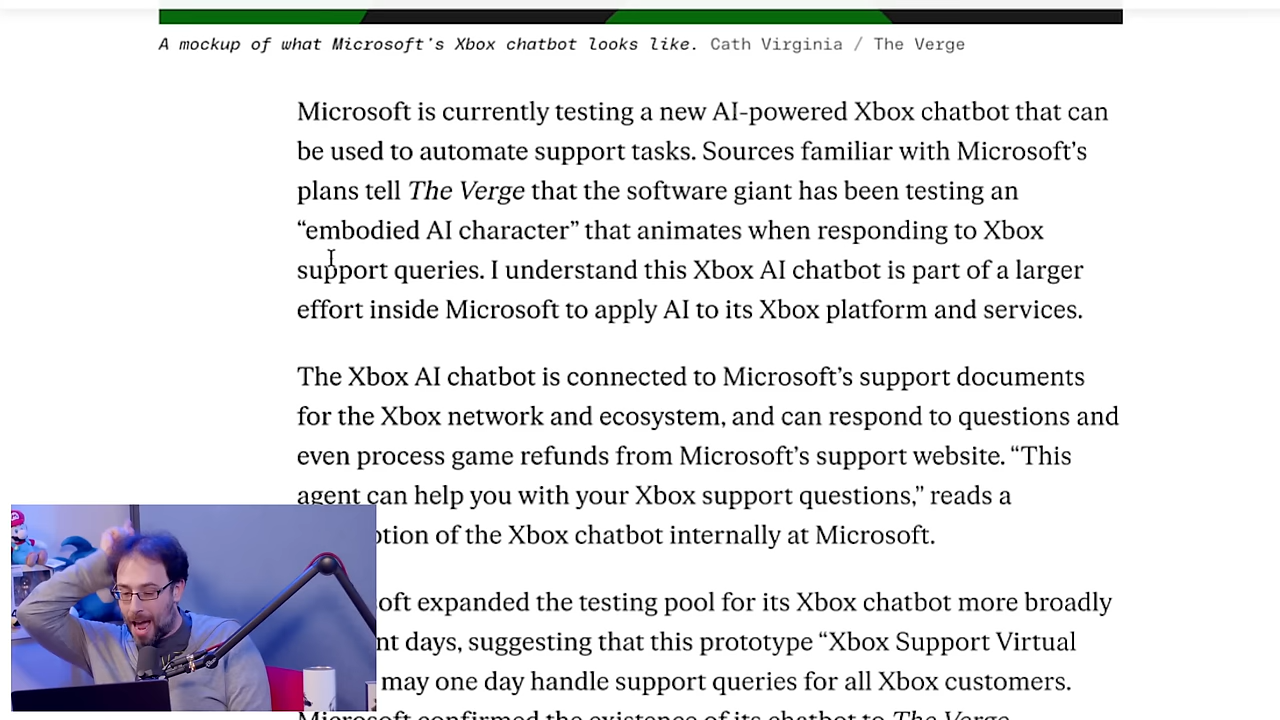 A mockup of what Microsoft's Xbox chatbot looks like. Cath Virginia / The Verge
Microsoft is currently testing a new AI-powered Xbox chatbot that can
be used to automate support tasks. Sources familiar with Microsoft's
plans tell The Verge that the software giant has been testing an
“embodied AI character” that animates when responding to Xbox
support queries. I understand this Xbox AI chatbot is part of a larger
effort inside Microsoft to apply AI to its Xbox platform and services.
The Xbox AI chatbot is connected to Microsoft's support documents
for the Xbox network and ecosystem, and can respond to questions and
even process game refunds from Microsoft's support website. “This
agent can help you with your Xbox support questions,” reads a
of the Xbox chatbot internally at Microsoft.
expanded the testing pool for its Xbox chatbot more broadly
days, suggesting that this prototype “Xbox Support Virtual
may one day handle support queries for all Xbox customers.
Microsoft confirmed the existence of its chatbot to The Verge.